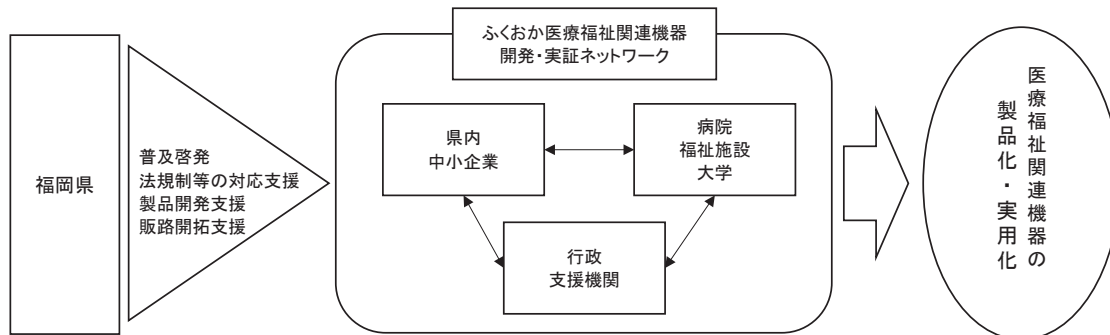 福岡県
普及啓発
法規制等の対応支援
製品開発支援
販路開拓支援
ふくおか医療福祉関連機器
開発・実証ネットワーク
県内
中小企業
病院
福祉施設
大学
行政
支援機関
医療福祉関連機器の
製品化・実用化